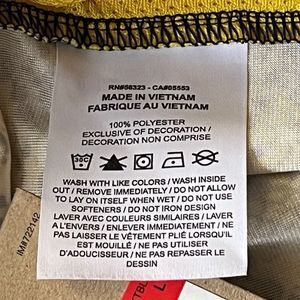 RN#56323 - CA#05553
MADE IN VIETNAM
FABRIQUE AU VIETNAM
100% POLYESTER
EXCLUSIVE OF DECORATION /
DECORATION NON COMPRISE
30C
WASH WITH LIKE COLORS / WASH INSIDE
OUT / REMOVE IMMEDIATELY / DO NOT ALLOW
TO LAY ON ITSELF WHEN WET / DO NOT USE
SOFTENERS / DO NOT IRON DESIGN
LAVER AVEC COULEURS SIMILAIRES / LAVER
A L'ENVERS / ENLEVER IMMEDIATEMENT / NE
PAS LAISSER LE VÊTEMENT PLIÉ LORSQU'IL
EST MOUILLÉ / NE PAS UTILISER
D'ADOUCISSEUR / NE PAS REPASSER LE
DESSIN
IM#722142
L